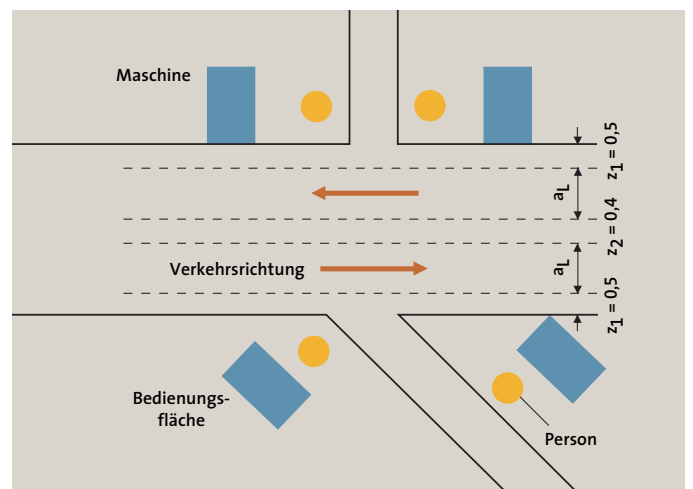 Maschine
z1 = 0,5
aL
z2 = 0,4
Verkehrsrichtung
aL
z1 = 0,5
Bedienungs-
fläche
Person